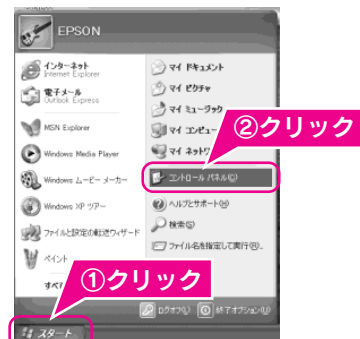 EPSON
インターネット
Internet Explorer
電子メール
Outlook Express
MSN Explorer
Windows Media Player
Windows ムービー メーカー
Windows XP ツアー
ファイルと設定の転送ウィザード
ペイント
すべ
マイ ドキュメント
マイ ピクチャ
マイ ミュージック
マイ コンピュー
マイ ネットワ
②クリック
コントロール パネル(C)
ヘルプとサポート(H)
検索(S)
ファイル名を指定して実行(R)...
①クリック
ログオフ(L)
終了オプション(U)
スタート